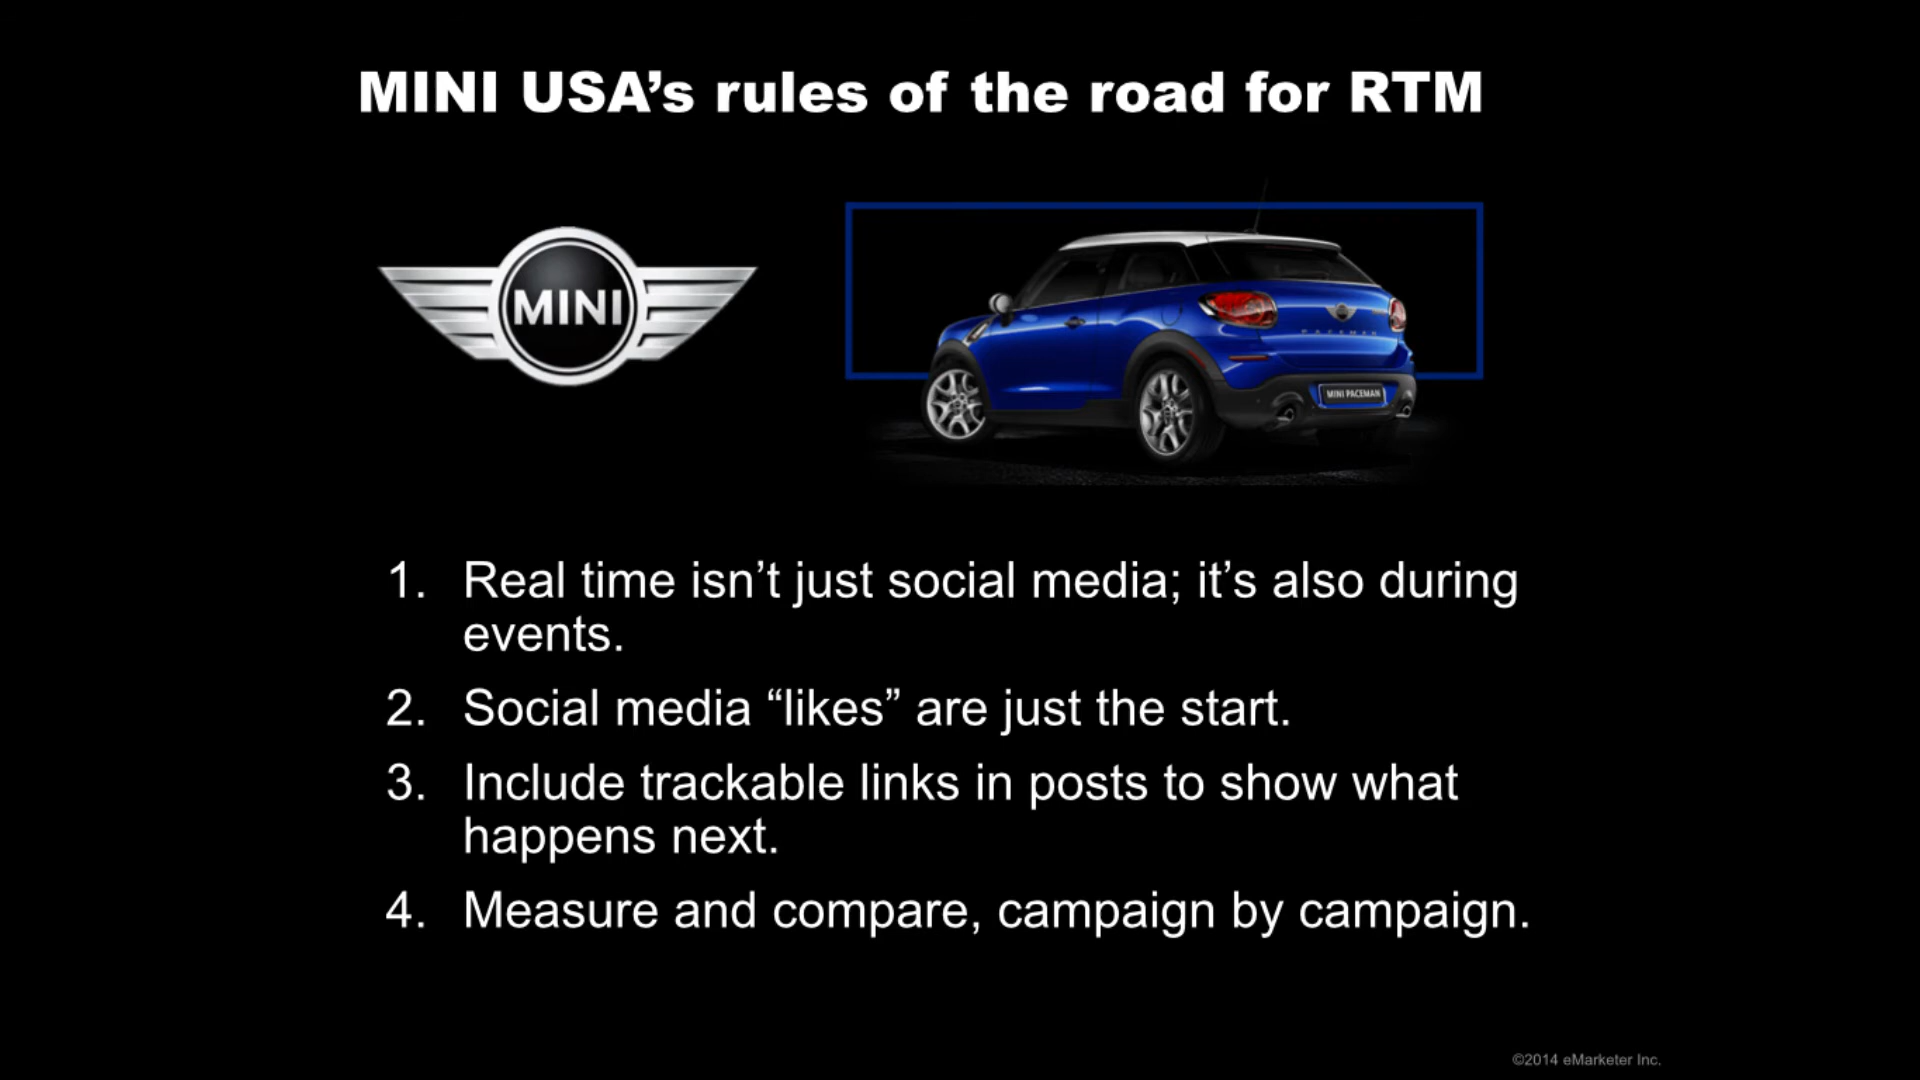 MINI USA’s rules of the road for RTM
MINI
PACEMAN
MINI PACEMAN
1. Real time isn’t just social media; it’s also during
events.
2. Social media “likes” are just the start.
3. Include trackable links in posts to show what
happens next.
4. Measure and compare, campaign by campaign.
©2014 eMarketer Inc.